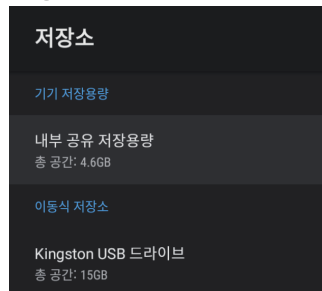 저장소
기기 저장용량
내부 공유 저장용량
총 공간: 4.6GB
이동식 저장소
Kingston USB 드라이브
총 공간: 15GB